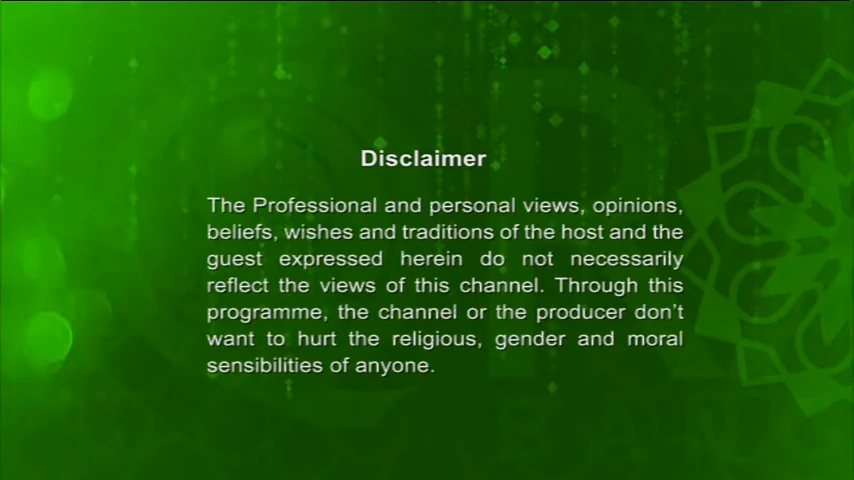 Disclaimer
The Professional and personal views, opinions,
beliefs, wishes and traditions of the host and the
guest expressed herein do not necessarily
reflect the views of this channel. Through this
programme, the channel or the producer don't
want to hurt the religious, gender and moral
sensibilities of anyone.